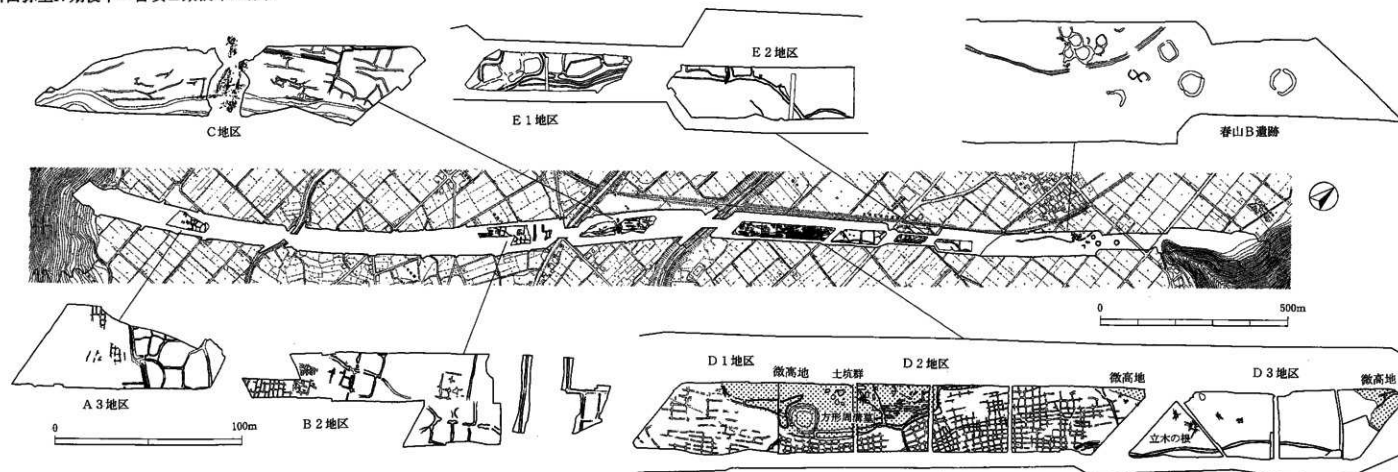 E2地区
C地区
E1地区
春山B遺跡
0 500m
A3地区
B2地区
0 100m
D1地区
微高地
土坑群
D2地区
微高地
D3地区
微高地
方形周溝墓
立木の根